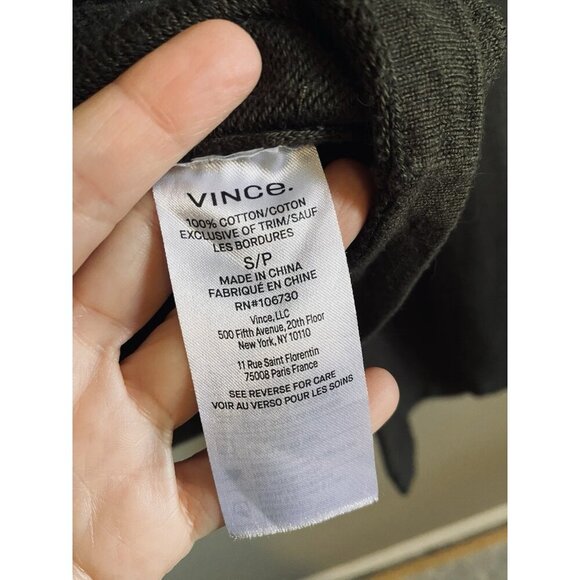 VINCE.
100% COTTON/COTON
EXCLUSIVE OF TRIM/SAUF
LES BORDURES
S/P
MADE IN CHINA
FABRIQUÉ EN CHINE
RN#106730
Vince, LLC
500 Fifth Avenue, 20th Floor
New York, NY 10110
11 Rue Saint Florentin
75008 Paris France
SEE REVERSE FOR CARE
VOIR AU VERSO POUR LES SOINS